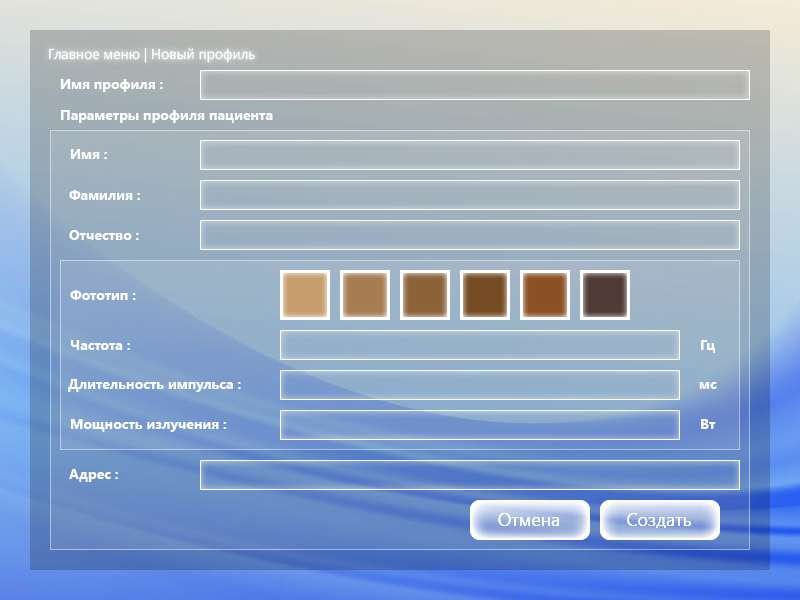 Главное меню | Новый профиль
Имя профиля :
Параметры профиля пациента
Имя :
Фамилия :
Отчество :
Фототип :
Частота : Гц
Длительность импульса : мс
Мощность излучения : Вт
Адрес :
Отмена Создать